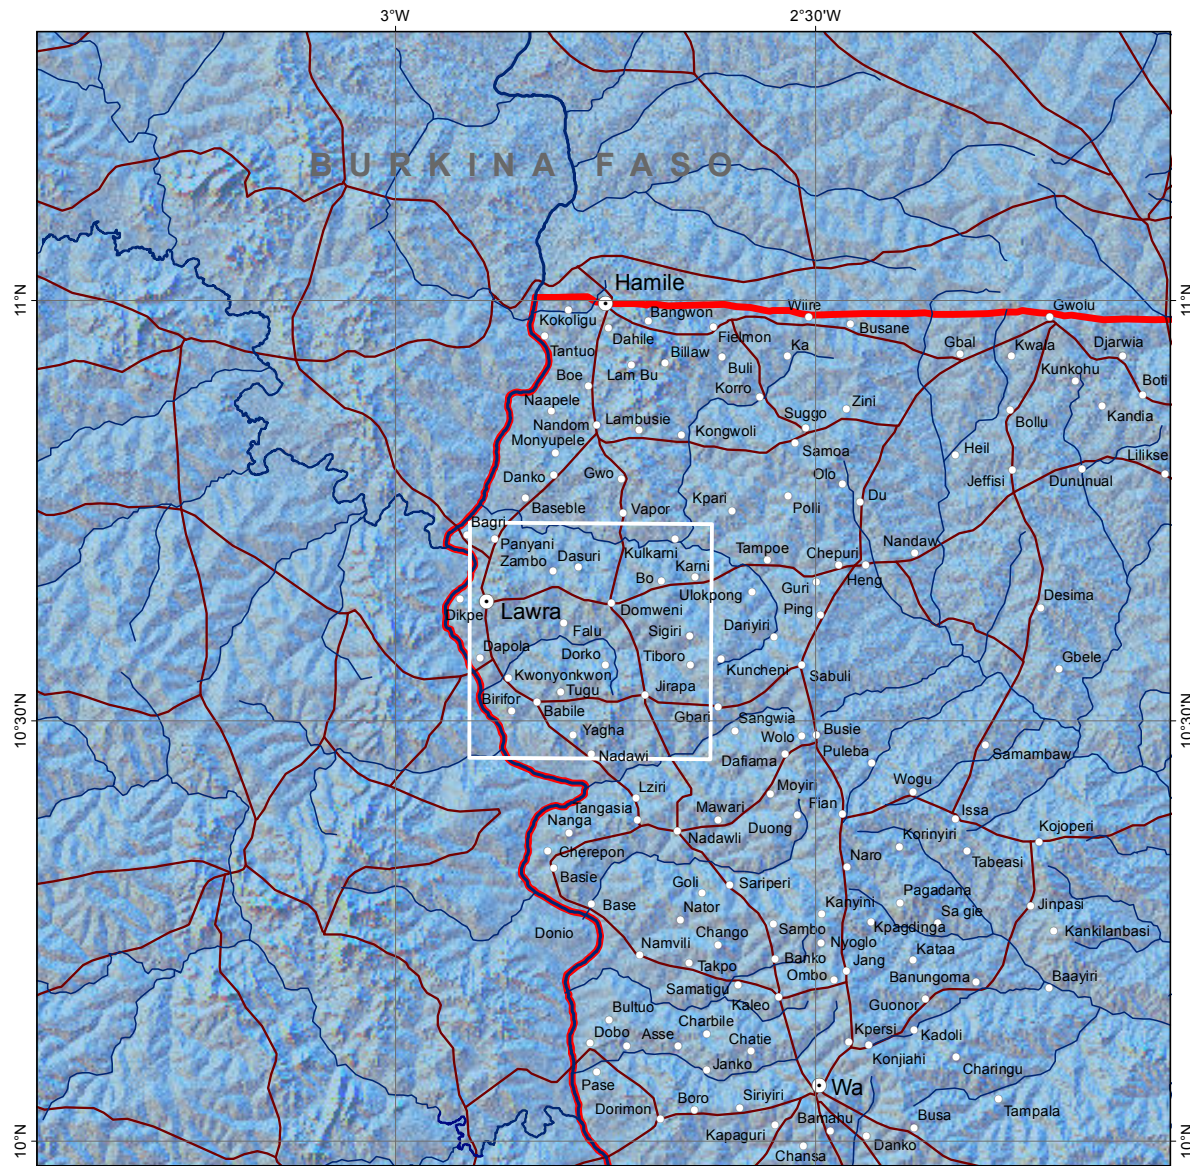 3°W
2°30'W
BURKINA FASO
Hamile
11°N
11°N
Wiire
Gwolu
Bangwon
Kokoligu
Dahile
Fielmon
Busane
Gbal
Kwala
Djarwia
Tantuo
Billaw
Ka
Boe
Lam Bu
Buli
Kunkohu
Boti
Korro
Naapele
Zini
Kandia
Nandom
Lambusie
Suggo
Bollu
Monyupele
Kongwoli
Samoa
Heil
Lilikse
Danko
Gwo
Olo
Jeffisi
Dununual
Baseble
Vapor
Kpari
Polli
Du
Bagri
Panyani
Kulkarni
Tampoe
Chepuri
Nandaw
Zambo
Dasuri
Karni
Bo
Heng
Guri
Ulokpong
Lawra
Domweni
Ping
Desima
Dikpe
Falu
Sigiri
Dariyiri
Dapola
Dorko
Tiboro
Kuncheni
Gbele
Kwonyonkwon
Sabuli
Tugu
Jirapa
Birifor
Babile
Gbari
Sangwia
10°30'N
10°30'N
Yagha
Wolo
Busie
Nadawi
Dafiama
Puleba
Samambaw
Lziri
Moyir
Wogu
Tangasia
Mawari
Fian
Issa
Nanga
Nadawli
Duong
Korinyiri
Kojoperi
Cherepon
Naro
Tabeasi
Basie
Goli
Sariperi
Pagadana
Base
Nator
Kanyini
Sa gie
Jinpasi
Donio
Chango
Sambo
Kpagdinga
Kankilanbasi
Namvili
Nyoglo
Kataa
Takpo
Banko
Jang
Ombo
Banungoma
Baayiri
Samatigu
Kaleo
Guonor
Bultuo
Charbile
Kpersi
Kadoli
Dobo
Asse
Chatie
Konjiahi
Janko
Charingu
Pase
Wa
Siriyiri
Boro
Dorimon
Tampala
Bamahu
Busa
Kapaguri
Danko
Chansa
10°N
10°N